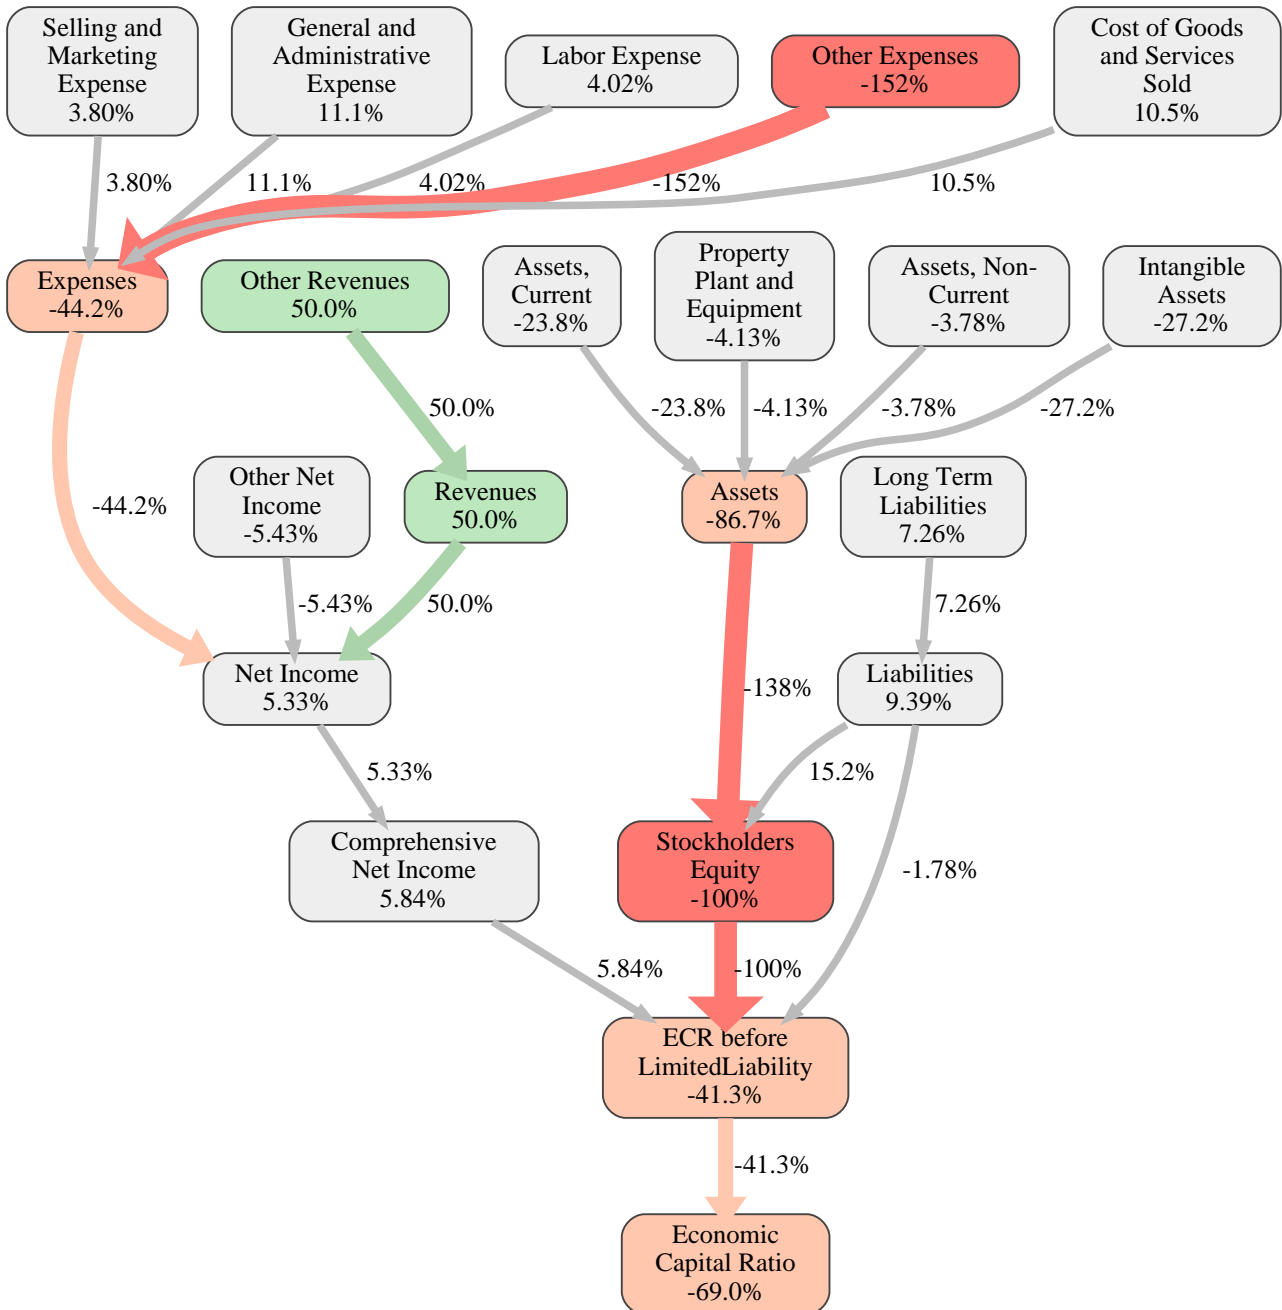 Selling and
Marketing
Expense
3.80%
General and
Administrative
Expense
11.1%
Labor Expense
4.02%
Other Expenses
-152%
Cost of Goods
and Services
Sold
10.5%
3.80%
11.1%
4.02%
-152%
10.5%
Expenses
-44.2%
Other Revenues
50.0%
Assets,
Current
-23.8%
Property
Plant and
Equipment
-4.13%
Assets, Non-
Current
-3.78%
Intangible
Assets
-27.2%
50.0%
-23.8%
-4.13%
-3.78%
-27.2%
-44.2%
Other Net
Income
-5.43%
Revenues
50.0%
Assets
-86.7%
Long Term
Liabilities
7.26%
-5.43%
50.0%
7.26%
Net Income
5.33%
-138%
Liabilities
9.39%
5.33%
15.2%
Comprehensive
Net Income
5.84%
Stockholders
Equity
-100%
-1.78%
5.84%
-100%
ECR before
LimitedLiability
-41.3%
-41.3%
Economic
Capital Ratio
-69.0%